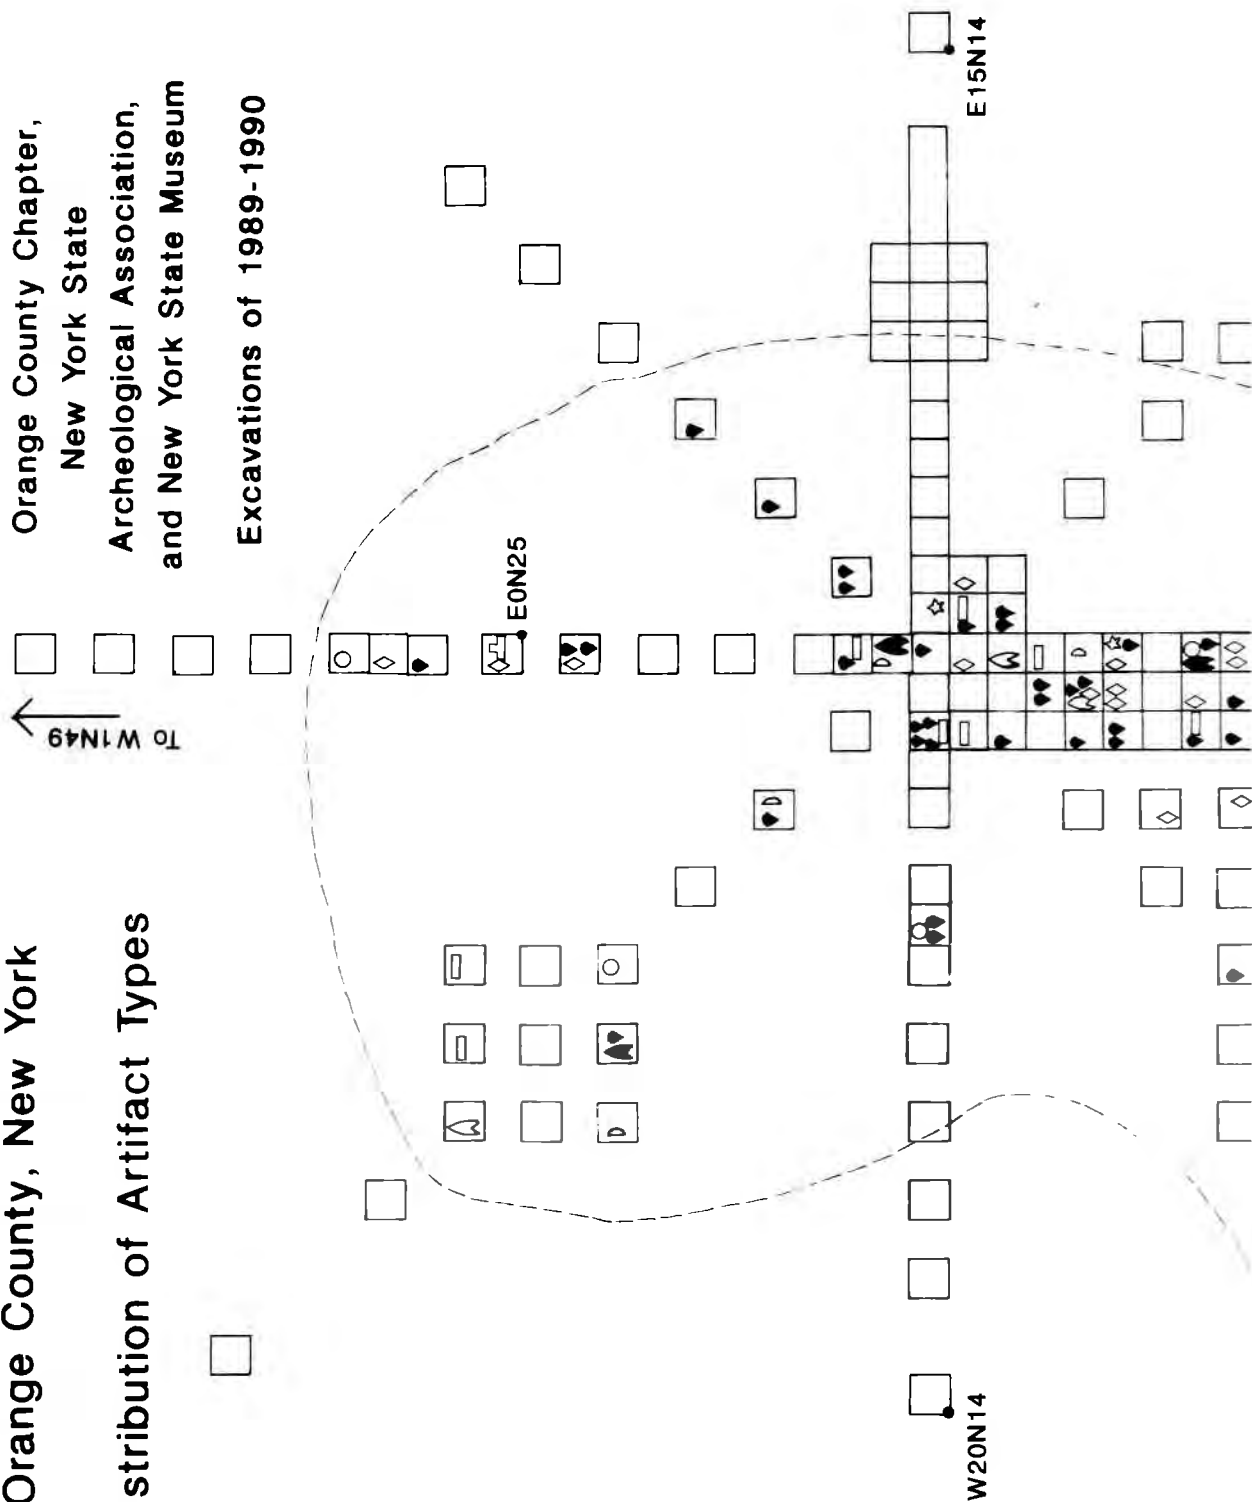 Orange County, New York
stribution of Artifact Types
Orange County Chapter,
New York State
Archeological Association,
and New York State Museum
Excavations of 1989-1990
To W1N49
E0N25
E15N14
W20N14